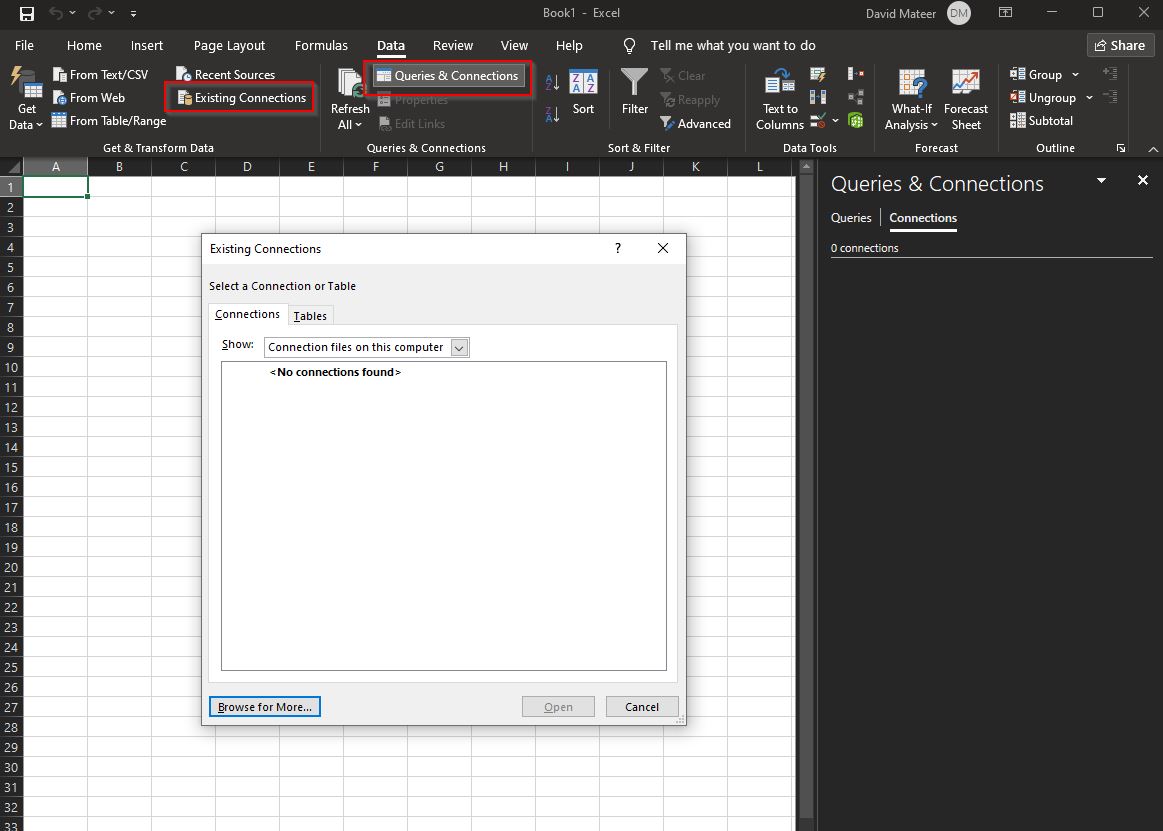 Book1 - Excel
David Mateer DM
File Home Insert Page Layout Formulas Data Review View Help Tell me what you want to do Share
Get Data
From Text/CSV
From Web
From Table/Range
Recent Sources
Existing Connections
Get & Transform Data
Refresh All
Queries & Connections
Properties
Edit Links
Queries & Connections
A Z
Z A
Z A
A Z
Sort
Filter
Clear
Reapply
Advanced
Sort & Filter
Text to Columns
Data Tools
What-If Analysis
Forecast Sheet
Forecast
Group
Ungroup
Subtotal
Outline
A B C D E F G H I J K L
1
2
3
4
5
6
7
8
9
10
11
12
13
14
15
16
17
18
19
20
21
22
23
24
25
26
27
28
29
30
31
32
33
Existing Connections ?
Select a Connection or Table
Connections Tables
Show: Connection files on this computer
<No connections found>
Browse for More... Open Cancel
Queries & Connections
Queries Connections
0 connections